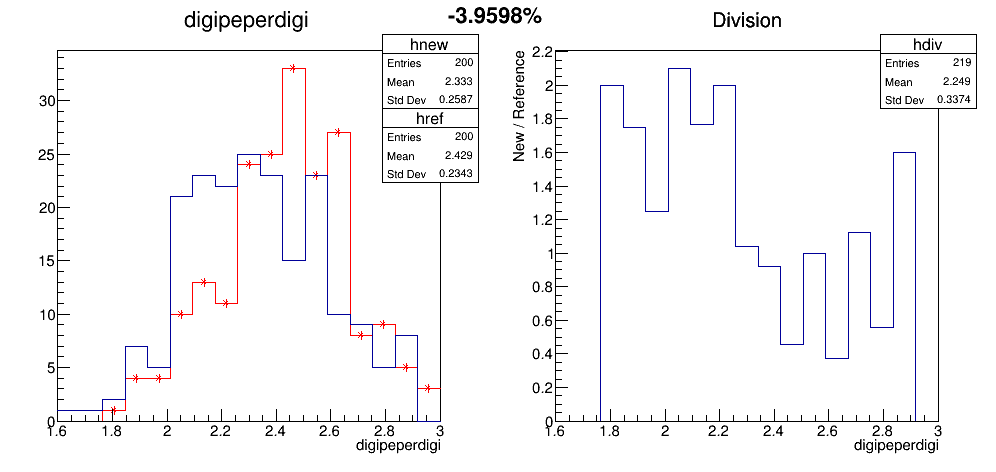 -3.9598%
digipeperdigi
hnew
Entries 200
Mean 2.333
Std Dev 0.2587
href
Entries 200
Mean 2.429
Std Dev 0.2343
30
25
20
15
10
5
0
1.6 1.8 2 2.2 2.4 2.6 2.8 3
digipeperdigi
Division
hdiv
Entries 219
Mean 2.249
Std Dev 0.3374
New / Reference
2.2
2
1.8
1.6
1.4
1.2
1
0.8
0.6
0.4
0.2
0
1.6 1.8 2 2.2 2.4 2.6 2.8 3
digipeperdigi